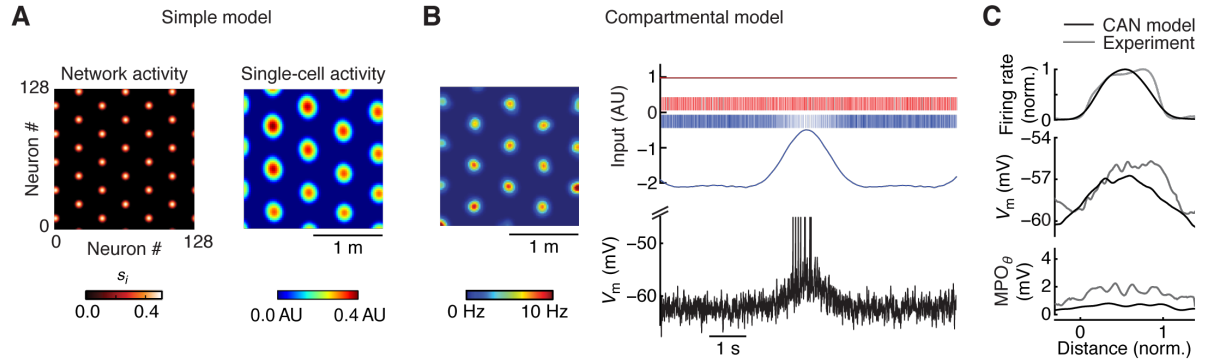 A
Simple model
Network activity
Single-cell activity
128
Neuron #
0
0
128
Neuron #
1 m
s_i
0.0
0.4
0.0 AU
0.4 AU
B
Compartmental model
1 m
0 Hz
10 Hz
1
0
−1
−2
Input (AU)
−50
−60
V_m (mV)
1 s
C
CAN model
Experiment
Firing rate
(norm.)
1
0
−54
−57
−60
V_m (mV)
4
2
0
MPO_θ
(mV)
0
1
Distance (norm.)